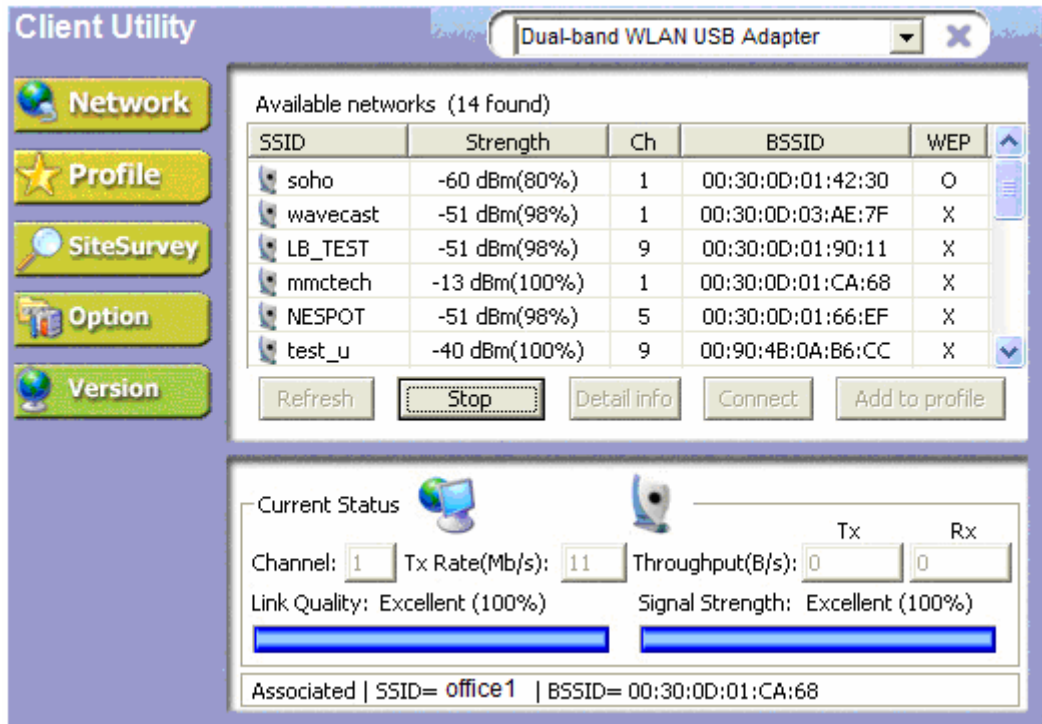 Client Utility
Dual-band WLAN USB Adapter
Network
Profile
SiteSurvey
Option
Version
Available networks (14 found)
SSID Strength Ch BSSID WEP
soho -60 dBm(80%) 1 00:30:0D:01:42:30 O
wavecast -51 dBm(98%) 1 00:30:0D:03:AE:7F X
LB_TEST -51 dBm(98%) 9 00:30:0D:01:90:11 X
mmctech -13 dBm(100%) 1 00:30:0D:01:CA:68 X
NESPOT -51 dBm(98%) 5 00:30:0D:01:66:EF X
test_u -40 dBm(100%) 9 00:90:4B:0A:B6:CC X
Refresh Stop Detail info Connect Add to profile
Current Status
Tx Rx
Channel: 1 Tx Rate(Mb/s): 11 Throughput(B/s): 0 0
Link Quality: Excellent (100%) Signal Strength: Excellent (100%)
Associated | SSID= office1 | BSSID= 00:30:0D:01:CA:68